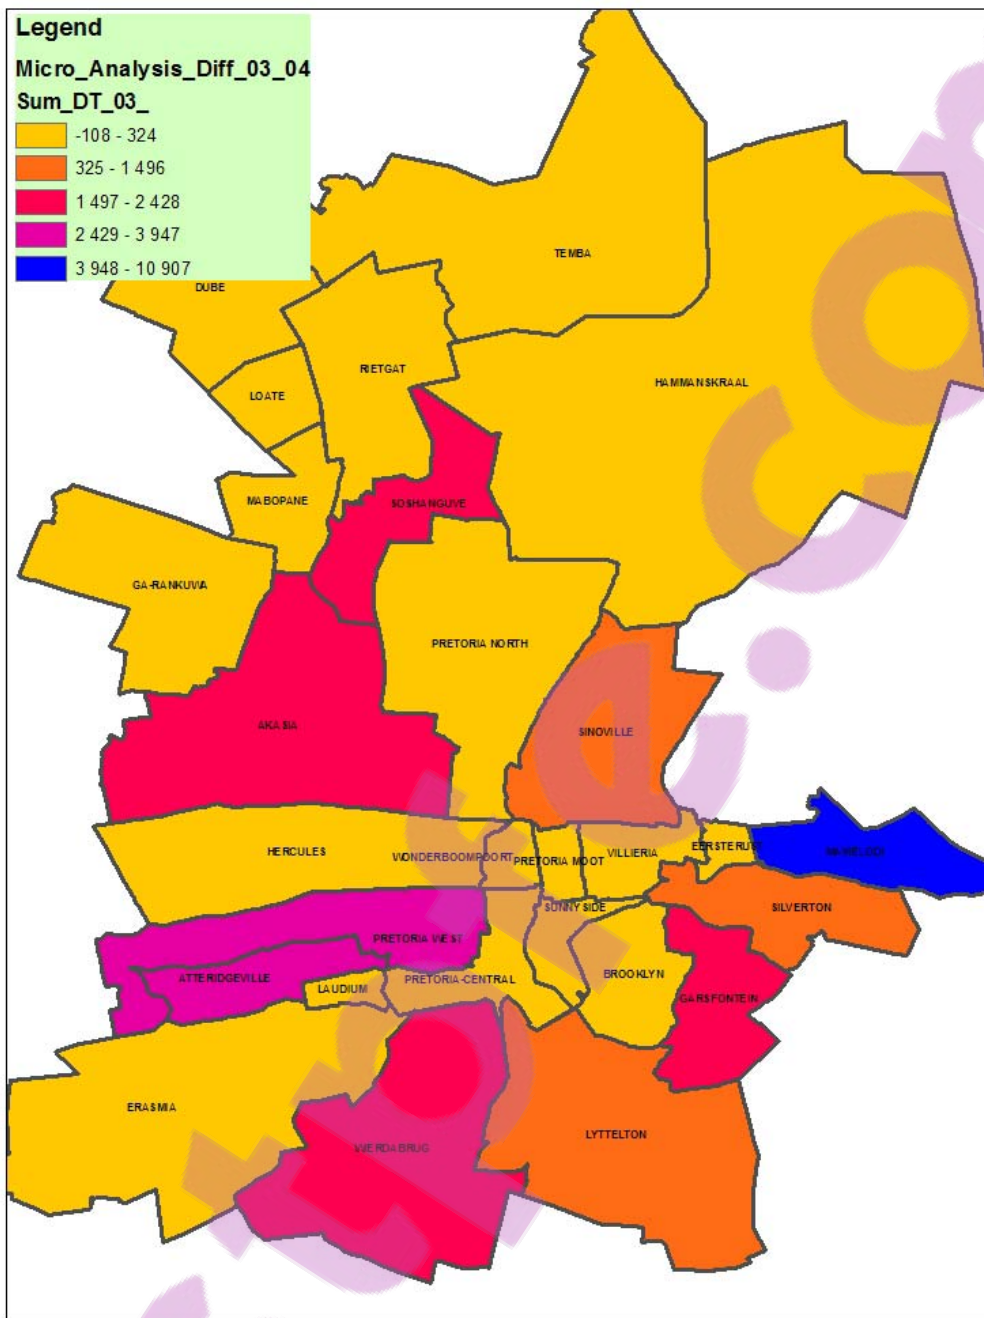 Legend
Micro_Analysis_Diff_03_04
Sum_DT_03_
-108 - 324
325 - 1 496
1 497 - 2 428
2 429 - 3 947
3 948 - 10 907
TEMBA
DUBE
RIETGAT
HAMMANSKRAAL
LOATE
MABOPANE
SOSHANGUVE
GA-RANKUWA
PRETORIA NORTH
AKASIA
SINOVILLE
HERCULES
WONDERBOOMPOORT
PRETORIA MOOT
VILLIERIA
EERSTERUST
MAMELODI
SUNNYSIDE
SILVERTON
PRETORIA WEST
ATTERIDGEVILLE
LAUDIUM
PRETORIA-CENTRAL
BROOKLYN
GARSFONTEIN
ERASMIA
LYTTELTON
WIERDABRUG